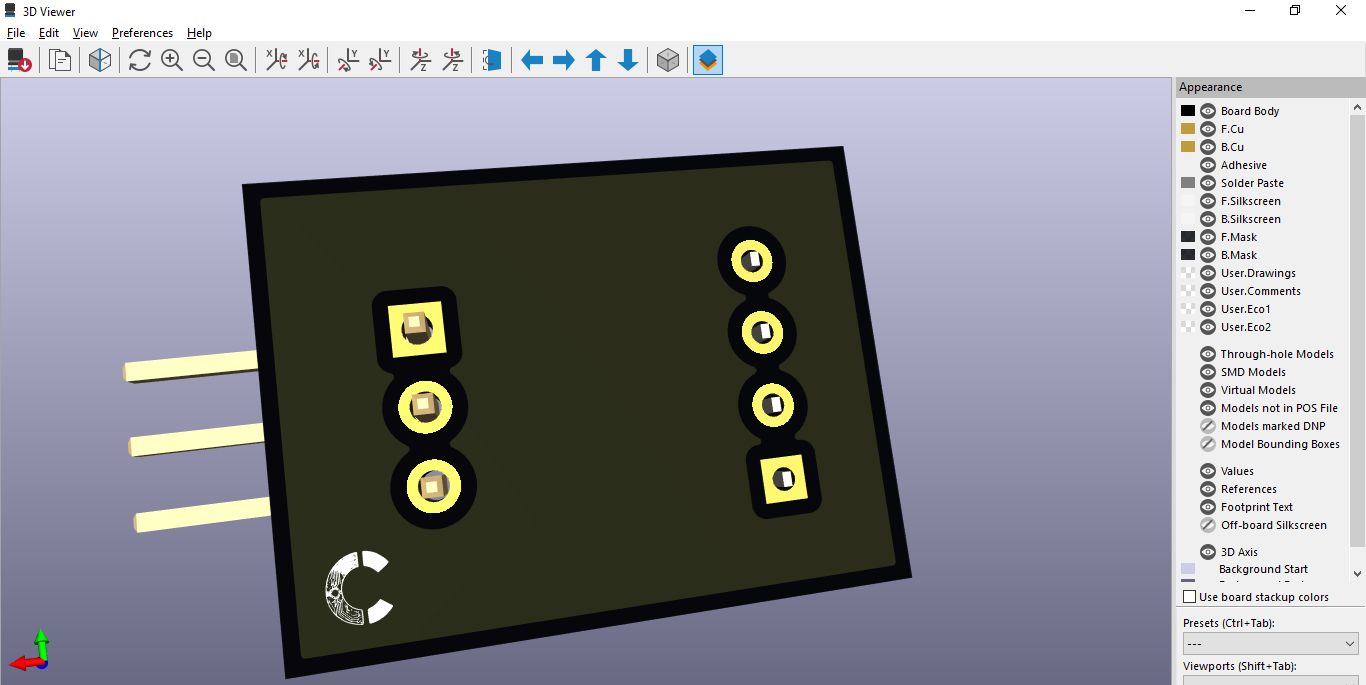 3D Viewer
File Edit View Preferences Help
X X Y Y Z Z
Appearance
Board Body
F.Cu
B.Cu
Adhesive
Solder Paste
F.Silkscreen
B.Silkscreen
F.Mask
B.Mask
User.Drawings
User.Comments
User.Eco1
User.Eco2
Through-hole Models
SMD Models
Virtual Models
Models not in POS File
Models marked DNP
Model Bounding Boxes
Values
References
Footprint Text
Off-board Silkscreen
3D Axis
Background Start
Use board stackup colors
Presets (Ctrl+Tab):
---
Viewports (Shift+Tab):